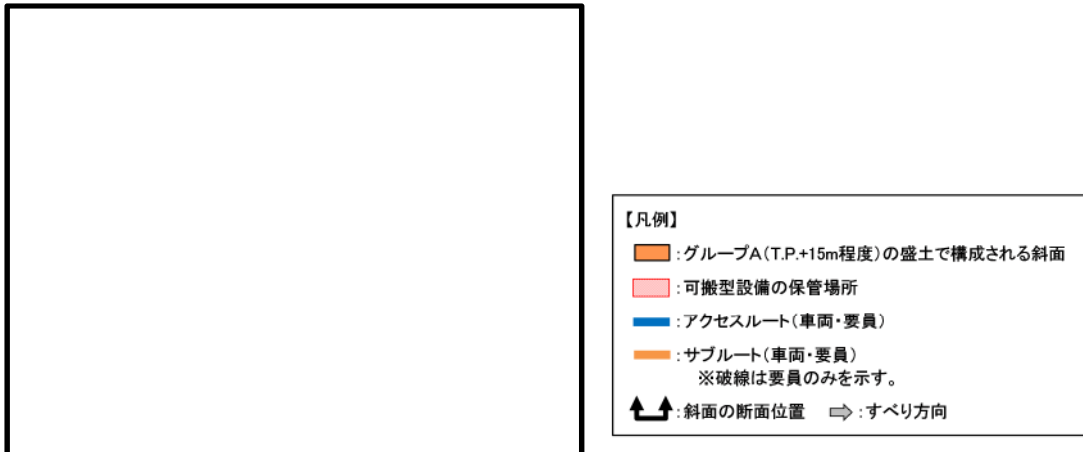 【凡例】
:グループA(T.P.+15m程度)の盛土で構成される斜面
:可搬型設備の保管場所
:アクセスルート(車両・要員)
:サブルート(車両・要員)
※破線は要員のみを示す。
:斜面の断面位置 :すべり方向